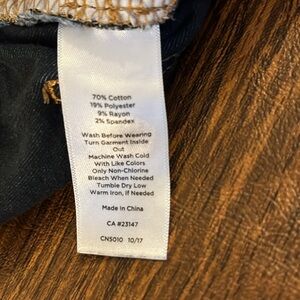 70% Cotton
19% Polyester
9% Rayon
2% Spandex
Wash Before Wearing
Turn Garment Inside
Out
Machine Wash Cold
With Like Colors
Only Non-Chlorine
Bleach When Needed
Tumble Dry Low
Warm Iron, if Needed
Made in China
CA #23147
CNS010 10/17